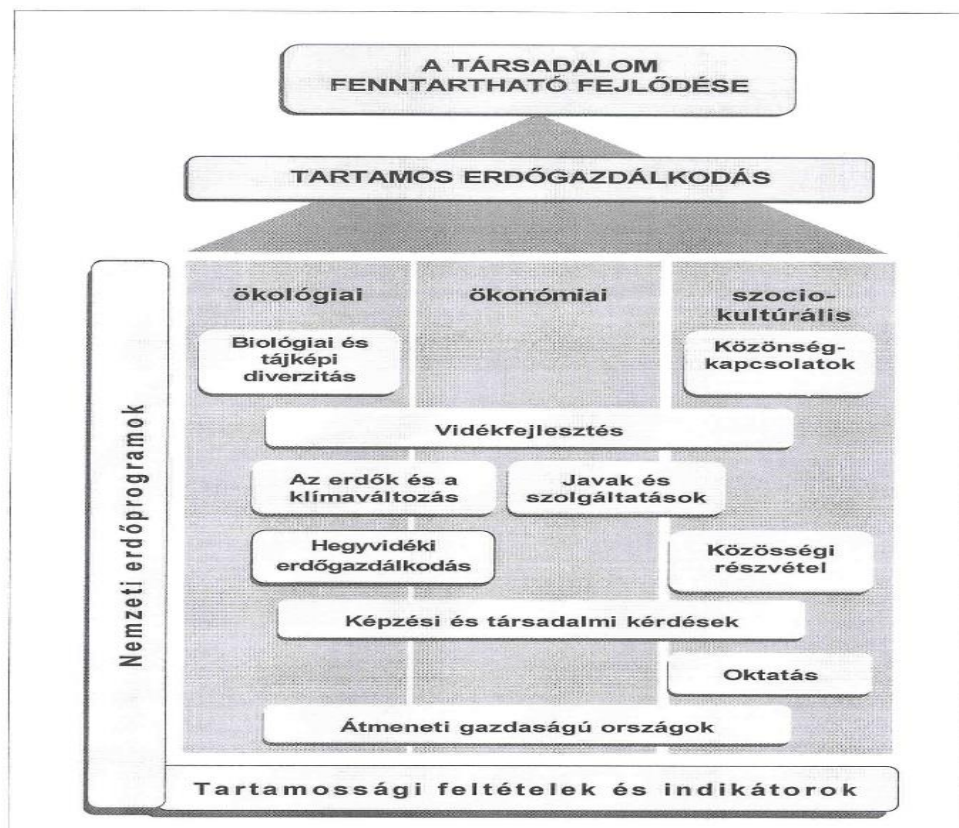 A TÁRSADALOM
FENNTARTHATÓ FEJLŐDÉSE
TARTAMOS ERDŐGAZDÁLKODÁS
Nemzeti erdőprogramok
ökológiai
ökonómiai
szocio-
kultúrális
Biológiai és
tájképi
diverzitás
Közönség-
kapcsolatok
Vidékfejlesztés
Az erdők és a
klímaváltozás
Javak és
szolgáltatások
Hegyvidéki
erdőgazdálkodás
Közösségi
részvétel
Képzési és társadalmi kérdések
Oktatás
Átmeneti gazdaságú országok
Tartamossági feltételek és indikátorok